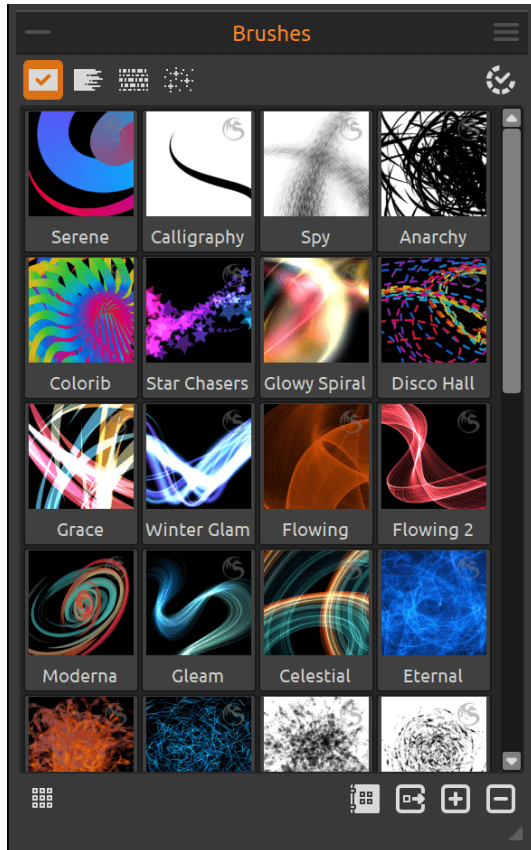 Brushes
Serene Calligraphy Spy Anarchy
Colorib Star Chasers Glowy Spiral Disco Hall
Grace Winter Glam Flowing Flowing 2
Moderna Gleam Celestial Eternal